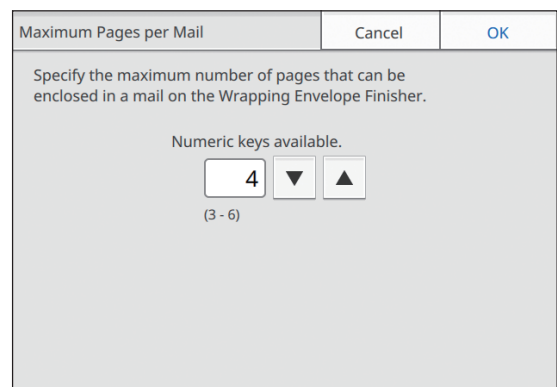 Maximum Pages per Mail
Cancel
OK
Specify the maximum number of pages that can be
enclosed in a mail on the Wrapping Envelope Finisher.
Numeric keys available.
4
(3 - 6)